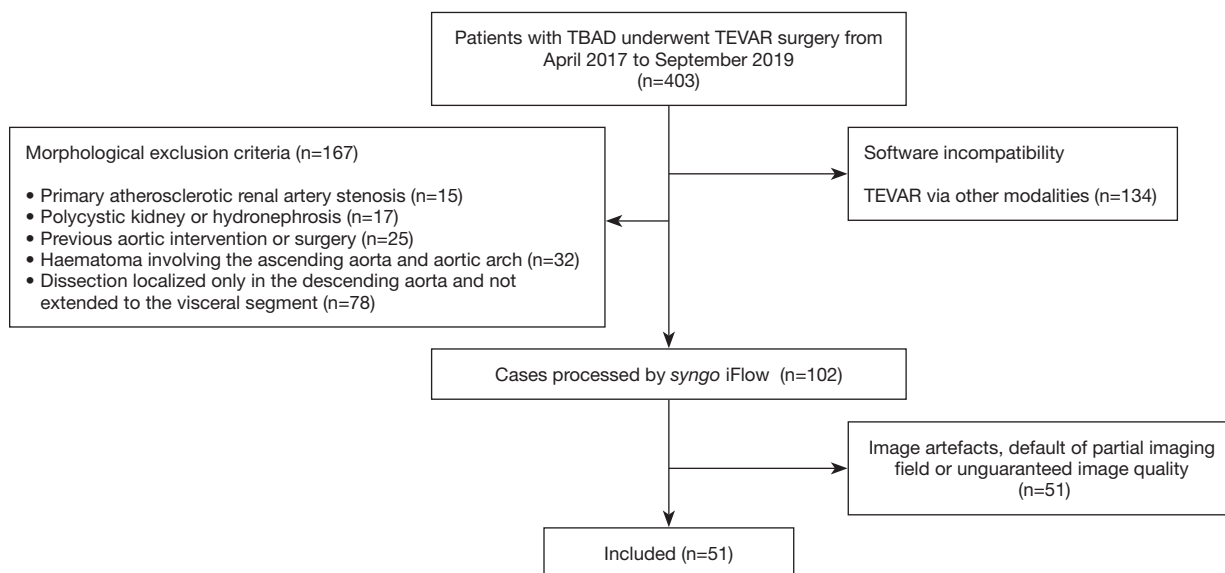 Patients with TBAD underwent TEVAR surgery from
April 2017 to September 2019
(n=403)
Morphological exclusion criteria (n=167)
• Primary atherosclerotic renal artery stenosis (n=15)
• Polycystic kidney or hydronephrosis (n=17)
• Previous aortic intervention or surgery (n=25)
• Haematoma involving the ascending aorta and aortic arch (n=32)
• Dissection localized only in the descending aorta and not
extended to the visceral segment (n=78)
Software incompatibility
TEVAR via other modalities (n=134)
Cases processed by syngo iFlow (n=102)
Image artefacts, default of partial imaging
field or unguaranteed image quality
(n=51)
Included (n=51)